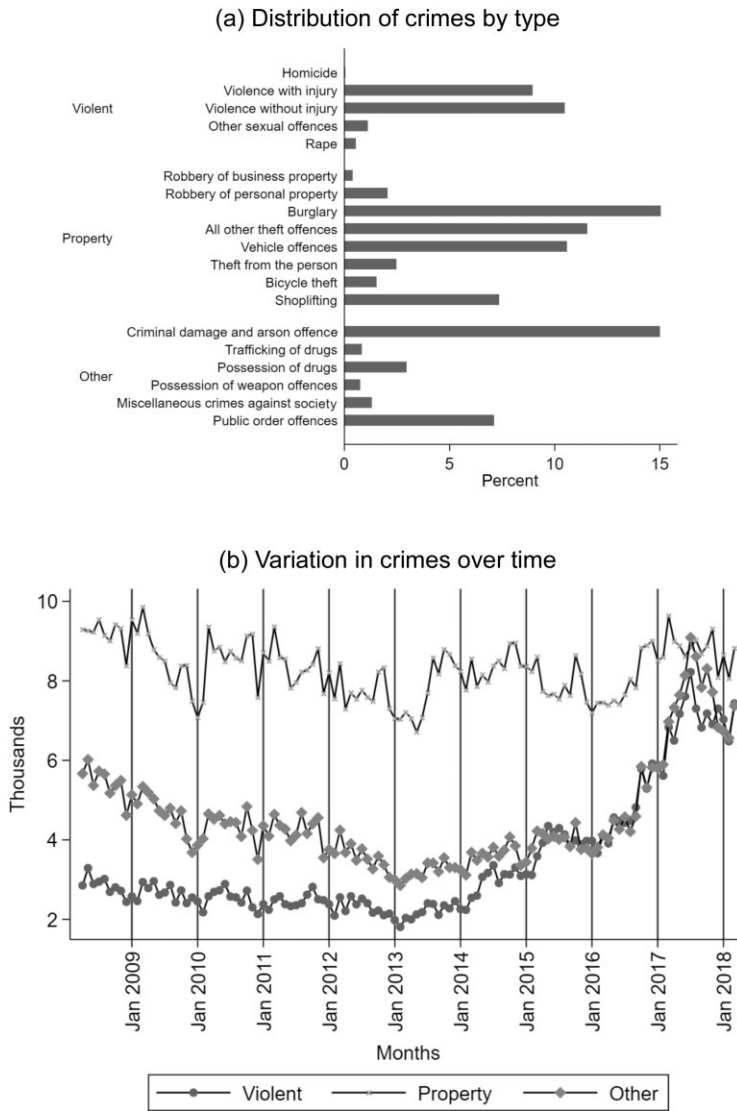 (a) Distribution of crimes by type
Homicide
Violence with injury
Violent
Violence without injury
Other sexual offences
Rape
Robbery of business property
Robbery of personal property
Burglary
All other theft offences
Property
Vehicle offences
Theft from the person
Bicycle theft
Shoplifting
Criminal damage and arson offence
Trafficking of drugs
Possession of drugs
Other
Possession of weapon offences
Miscellaneous crimes against society
Public order offences
0 5 10 15
Percent
(b) Variation in crimes over time
10
8
6
4
2
Thousands
Jan 2009 Jan 2010 Jan 2011 Jan 2012 Jan 2013 Jan 2014 Jan 2015 Jan 2016 Jan 2017 Jan 2018
Months
Violent Property Other